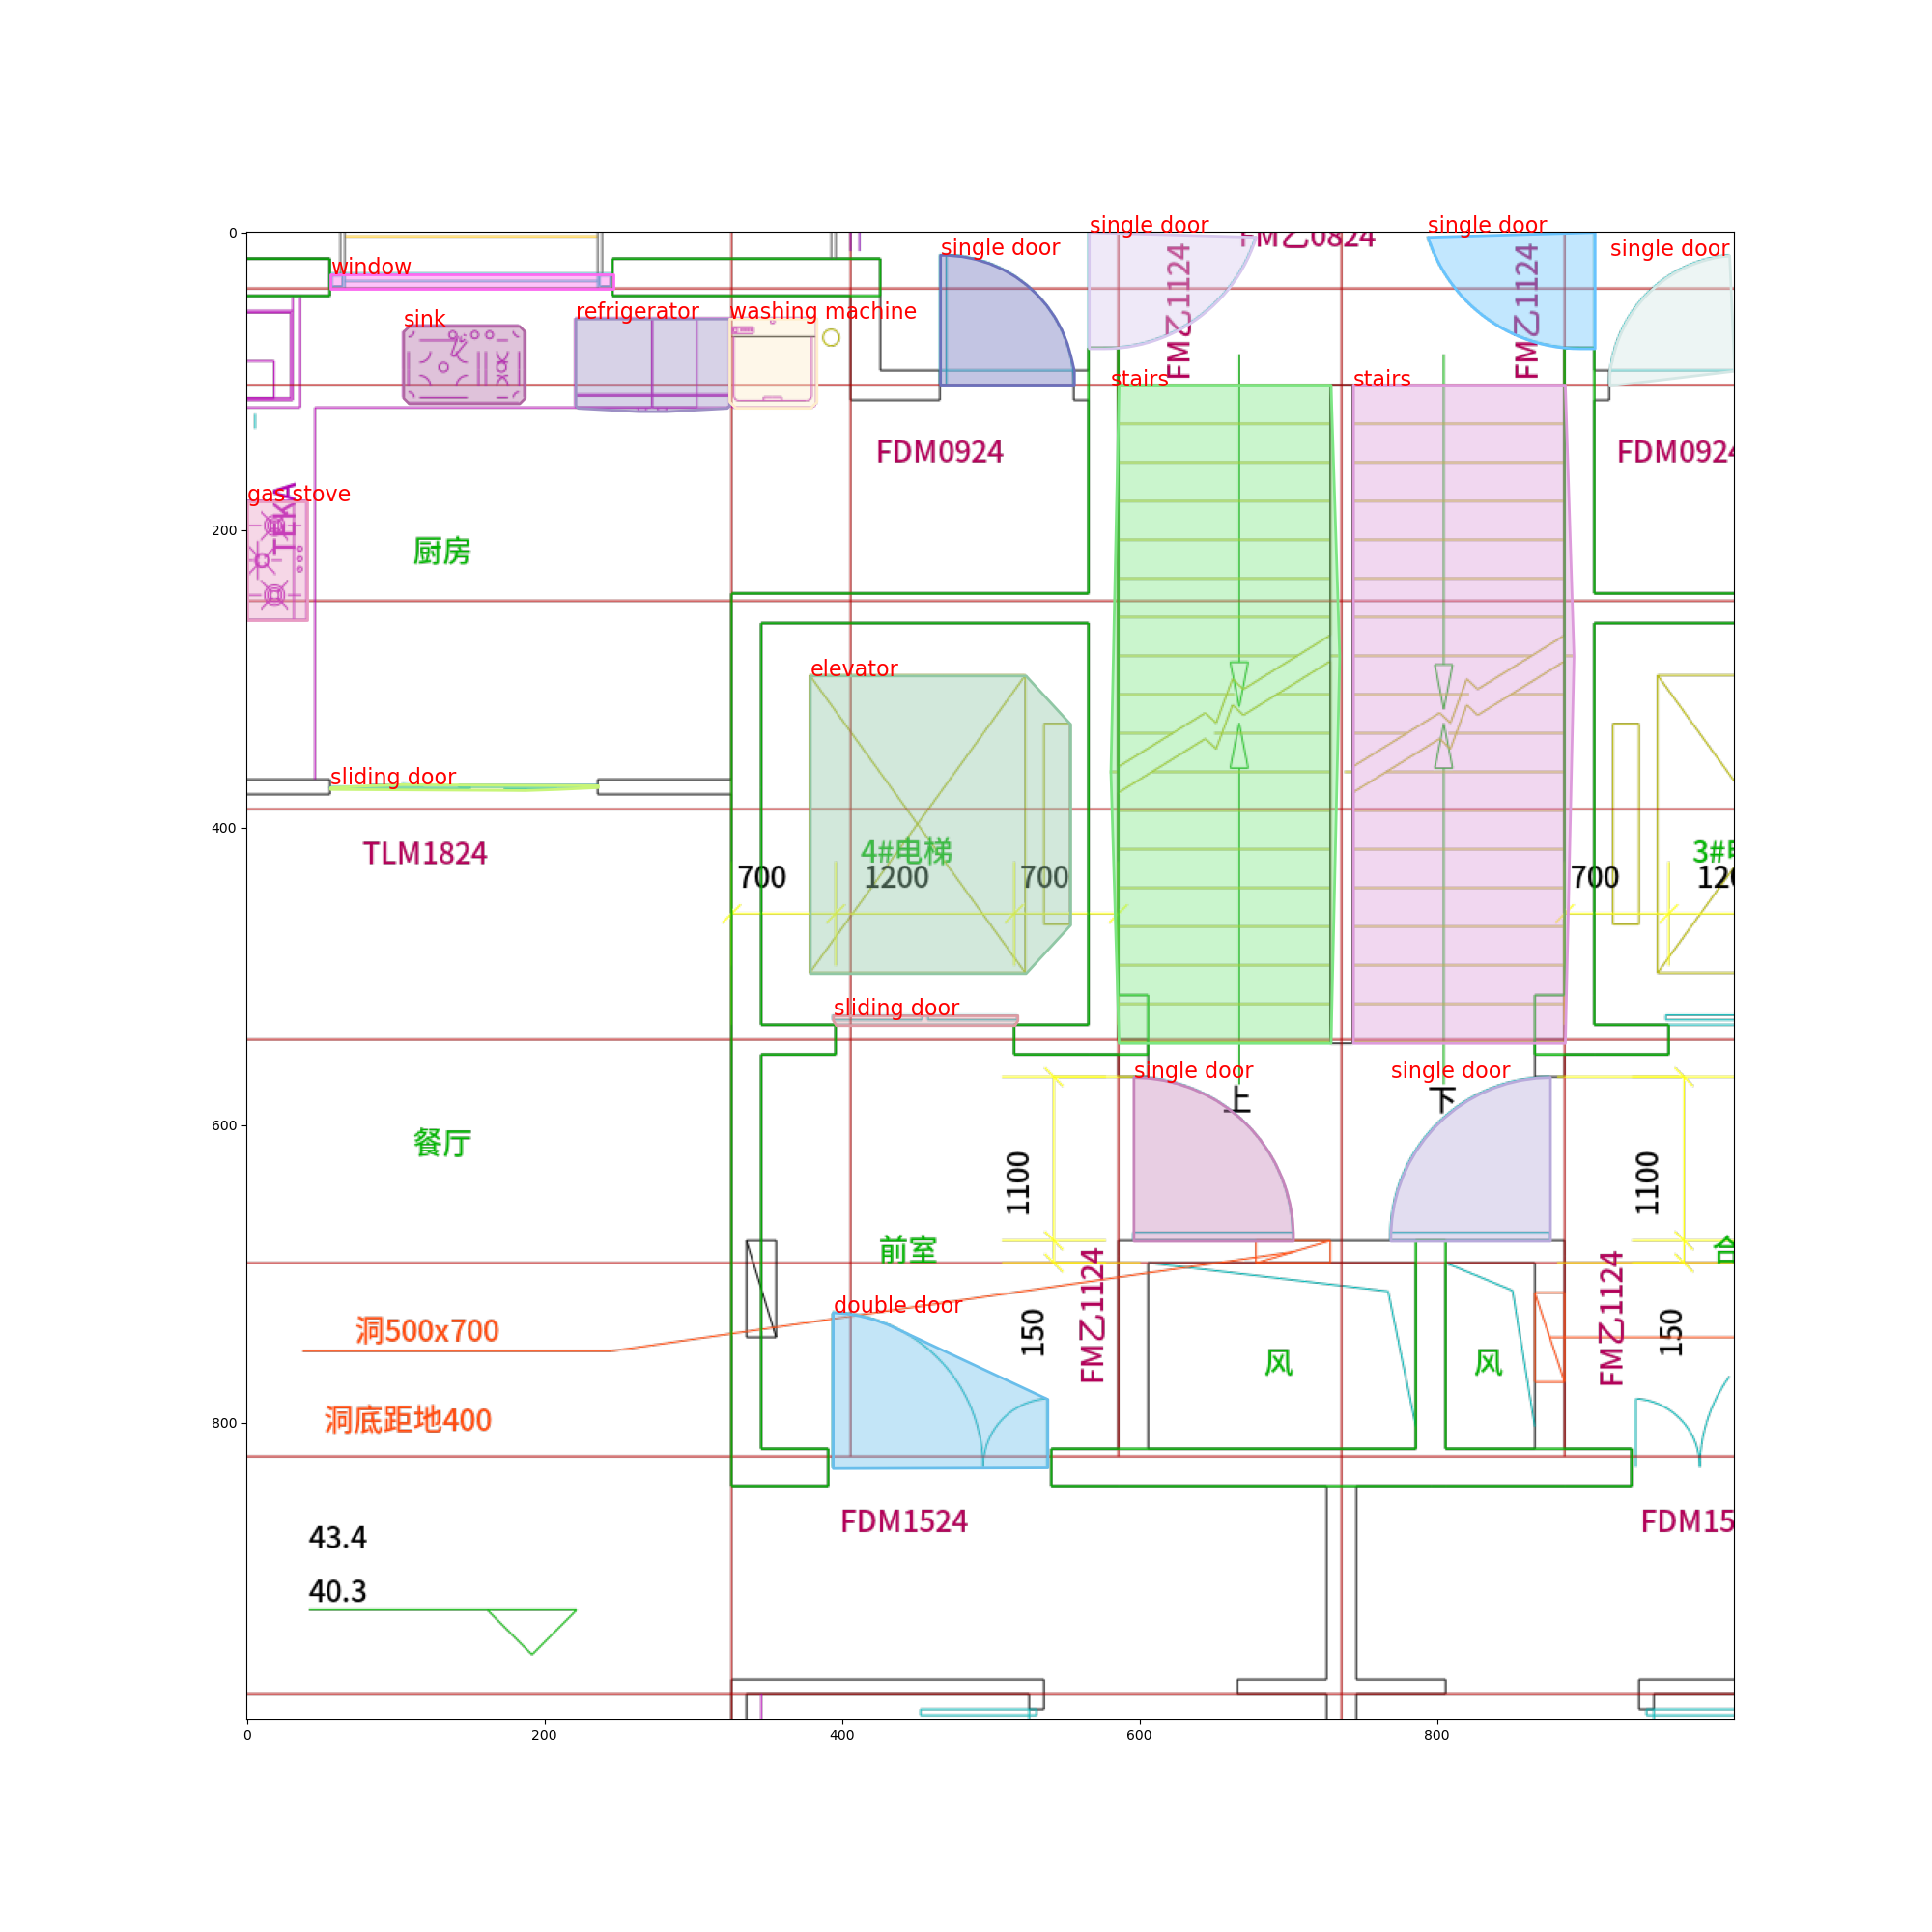 single door
single door
FM乙0824
single door
single door
0
window
FM乙1124
FM乙1124
sink
refrigerator
washing machine
stairs
stairs
FDM0924
FDM0924
gas stove
TEKA
200
厨房
elevator
sliding door
400
TLM1824
4#电梯
3#
700
1200
700
700
120
sliding door
single door
single door
上
下
600
餐厅
1100
1100
前室
合
FM乙1124
FM乙1124
double door
150
150
洞500x700
风
风
800
洞底距地400
FDM1524
FDM15
43.4
40.3
0
200
400
600
800